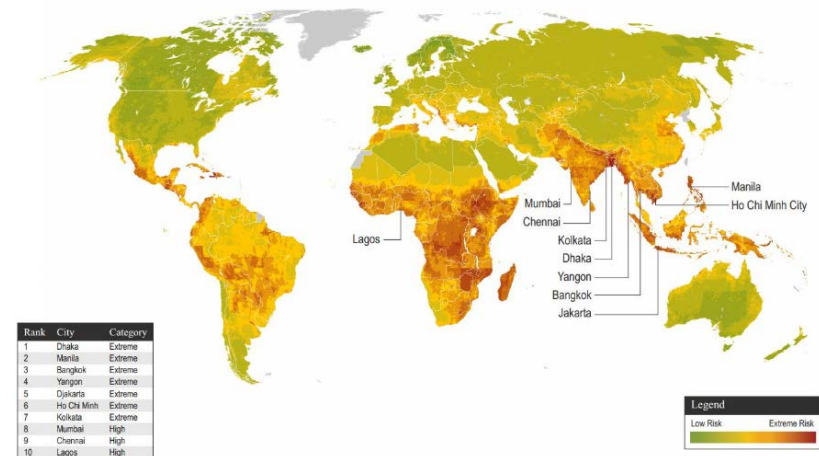 Manila
Ho Chi Minh City
Mumbai
Chennai
Lagos
Kolkata
Dhaka
Yangon
Bangkok
Jakarta
Rank City Category
1 Dhaka Extreme
2 Manila Extreme
3 Bangkok Extreme
4 Yangon Extreme
5 Djakarta Extreme
6 Ho Chi Minh Extreme
7 Kolkata Extreme
8 Mumbai High
9 Chennai High
10 Lagos High
Legend
Low Risk Extreme Risk